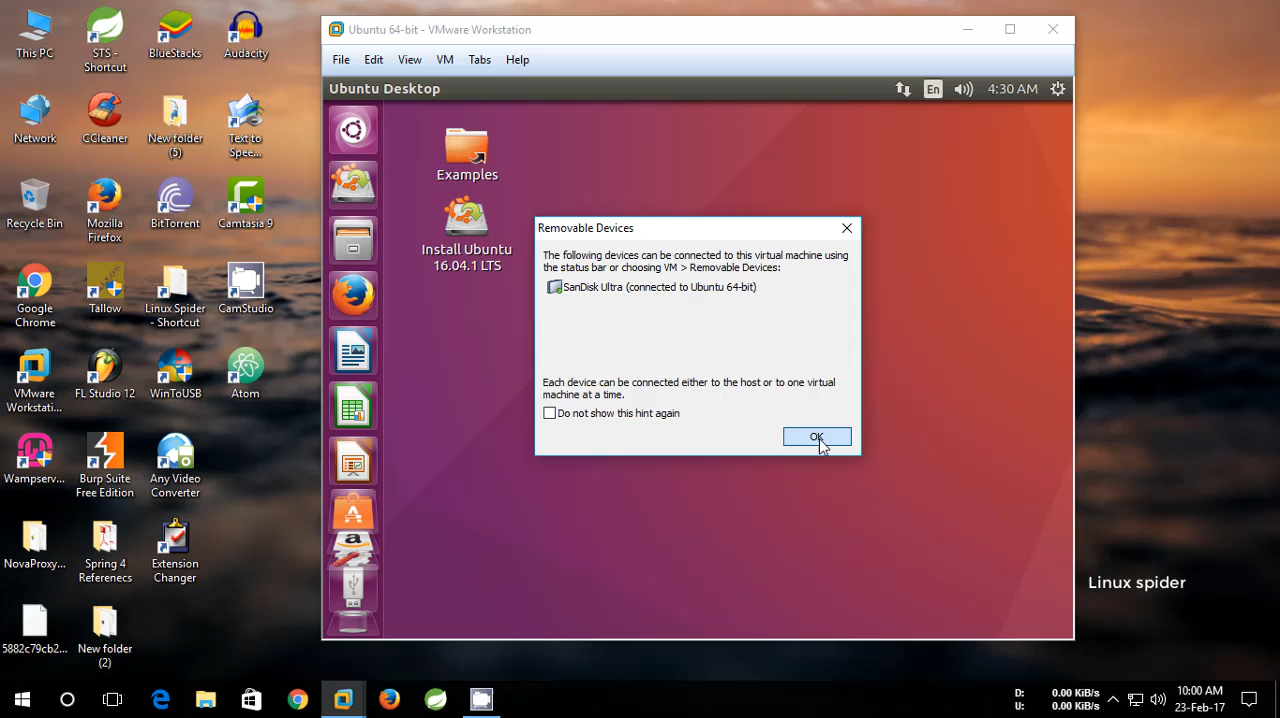 This PC
STS -
Shortcut
BlueStacks
Audacity
Network
CCleaner
New folder
(5)
Text to
Spee...
Recycle Bin
Mozilla
Firefox
BitTorrent
Camtasia 9
Google
Chrome
Tallow
Linux Spider
- Shortcut
CamStudio
VMware
Workstati...
FL Studio 12
WinToUSB
Atom
Wampserv...
Burp Suite
Free Edition
Any Video
Converter
NovaProxy...
Spring 4
Referenecs
Extension
Changer
5882c79cb2...
New folder
(2)
Ubuntu 64-bit - VMware Workstation
File Edit View VM Tabs Help
Ubuntu Desktop
En
4:30 AM
Examples
Install Ubuntu
16.04.1 LTS
Removable Devices
The following devices can be connected to this virtual machine using
the status bar or choosing VM > Removable Devices:
SanDisk Ultra (connected to Ubuntu 64-bit)
Each device can be connected either to the host or to one virtual
machine at a time.
Do not show this hint again
OK
Linux spider
D: 0.00 KiB/s
U: 0.00 KiB/s
10:00 AM
23-Feb-17